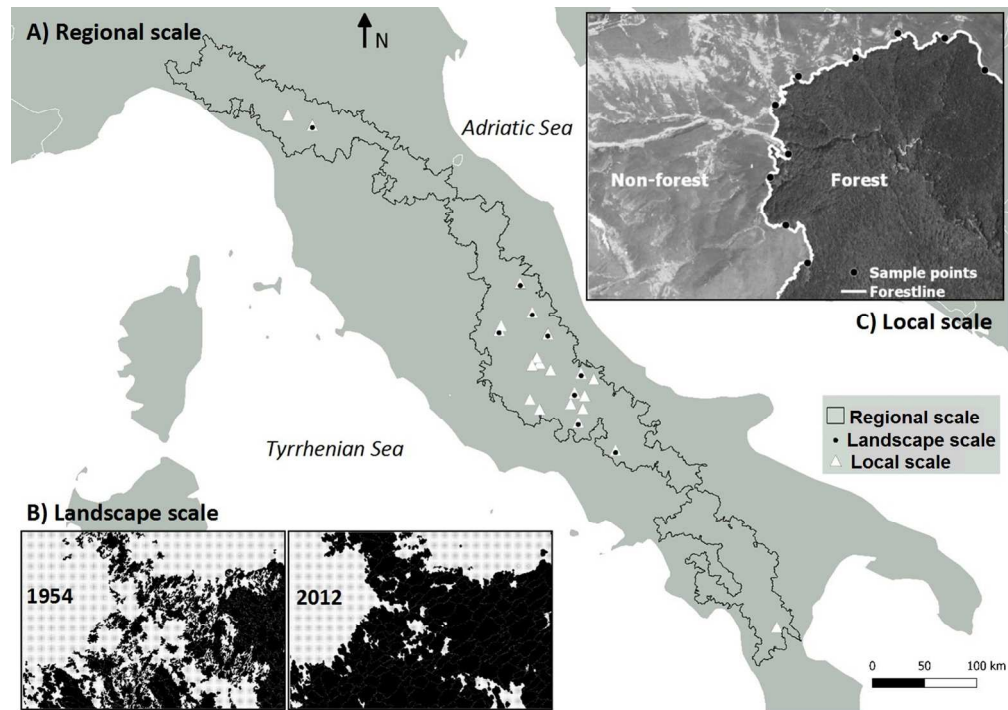 A) Regional scale
N
Adriatic Sea
Non-forest
Forest
Sample points
Forestline
C) Local scale
Regional scale
Landscape scale
Local scale
Tyrrhenian Sea
B) Landscape scale
1954
2012
0 50 100 km